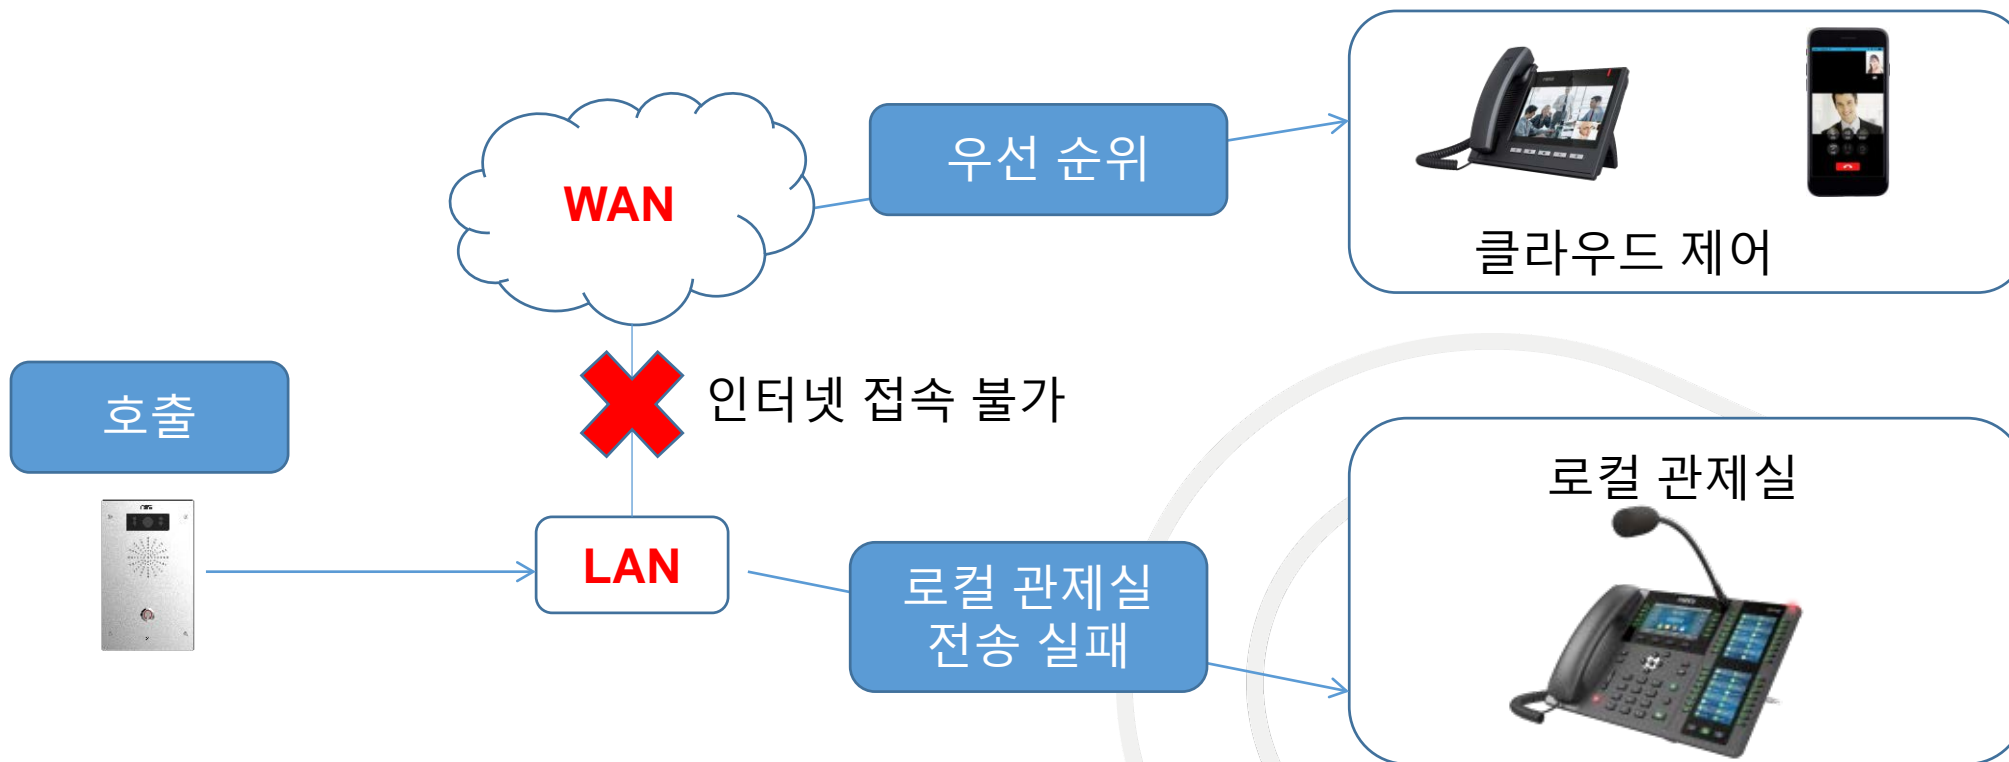 우선 순위
WAN
클라우드 제어
인터넷 접속 불가
호출
로컬 관제실
LAN
로컬 관제실
전송 실패